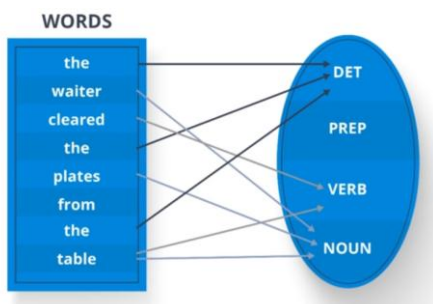 WORDS
the
waiter
cleared
the
plates
from
the
table
DET
PREP
VERB
NOUN